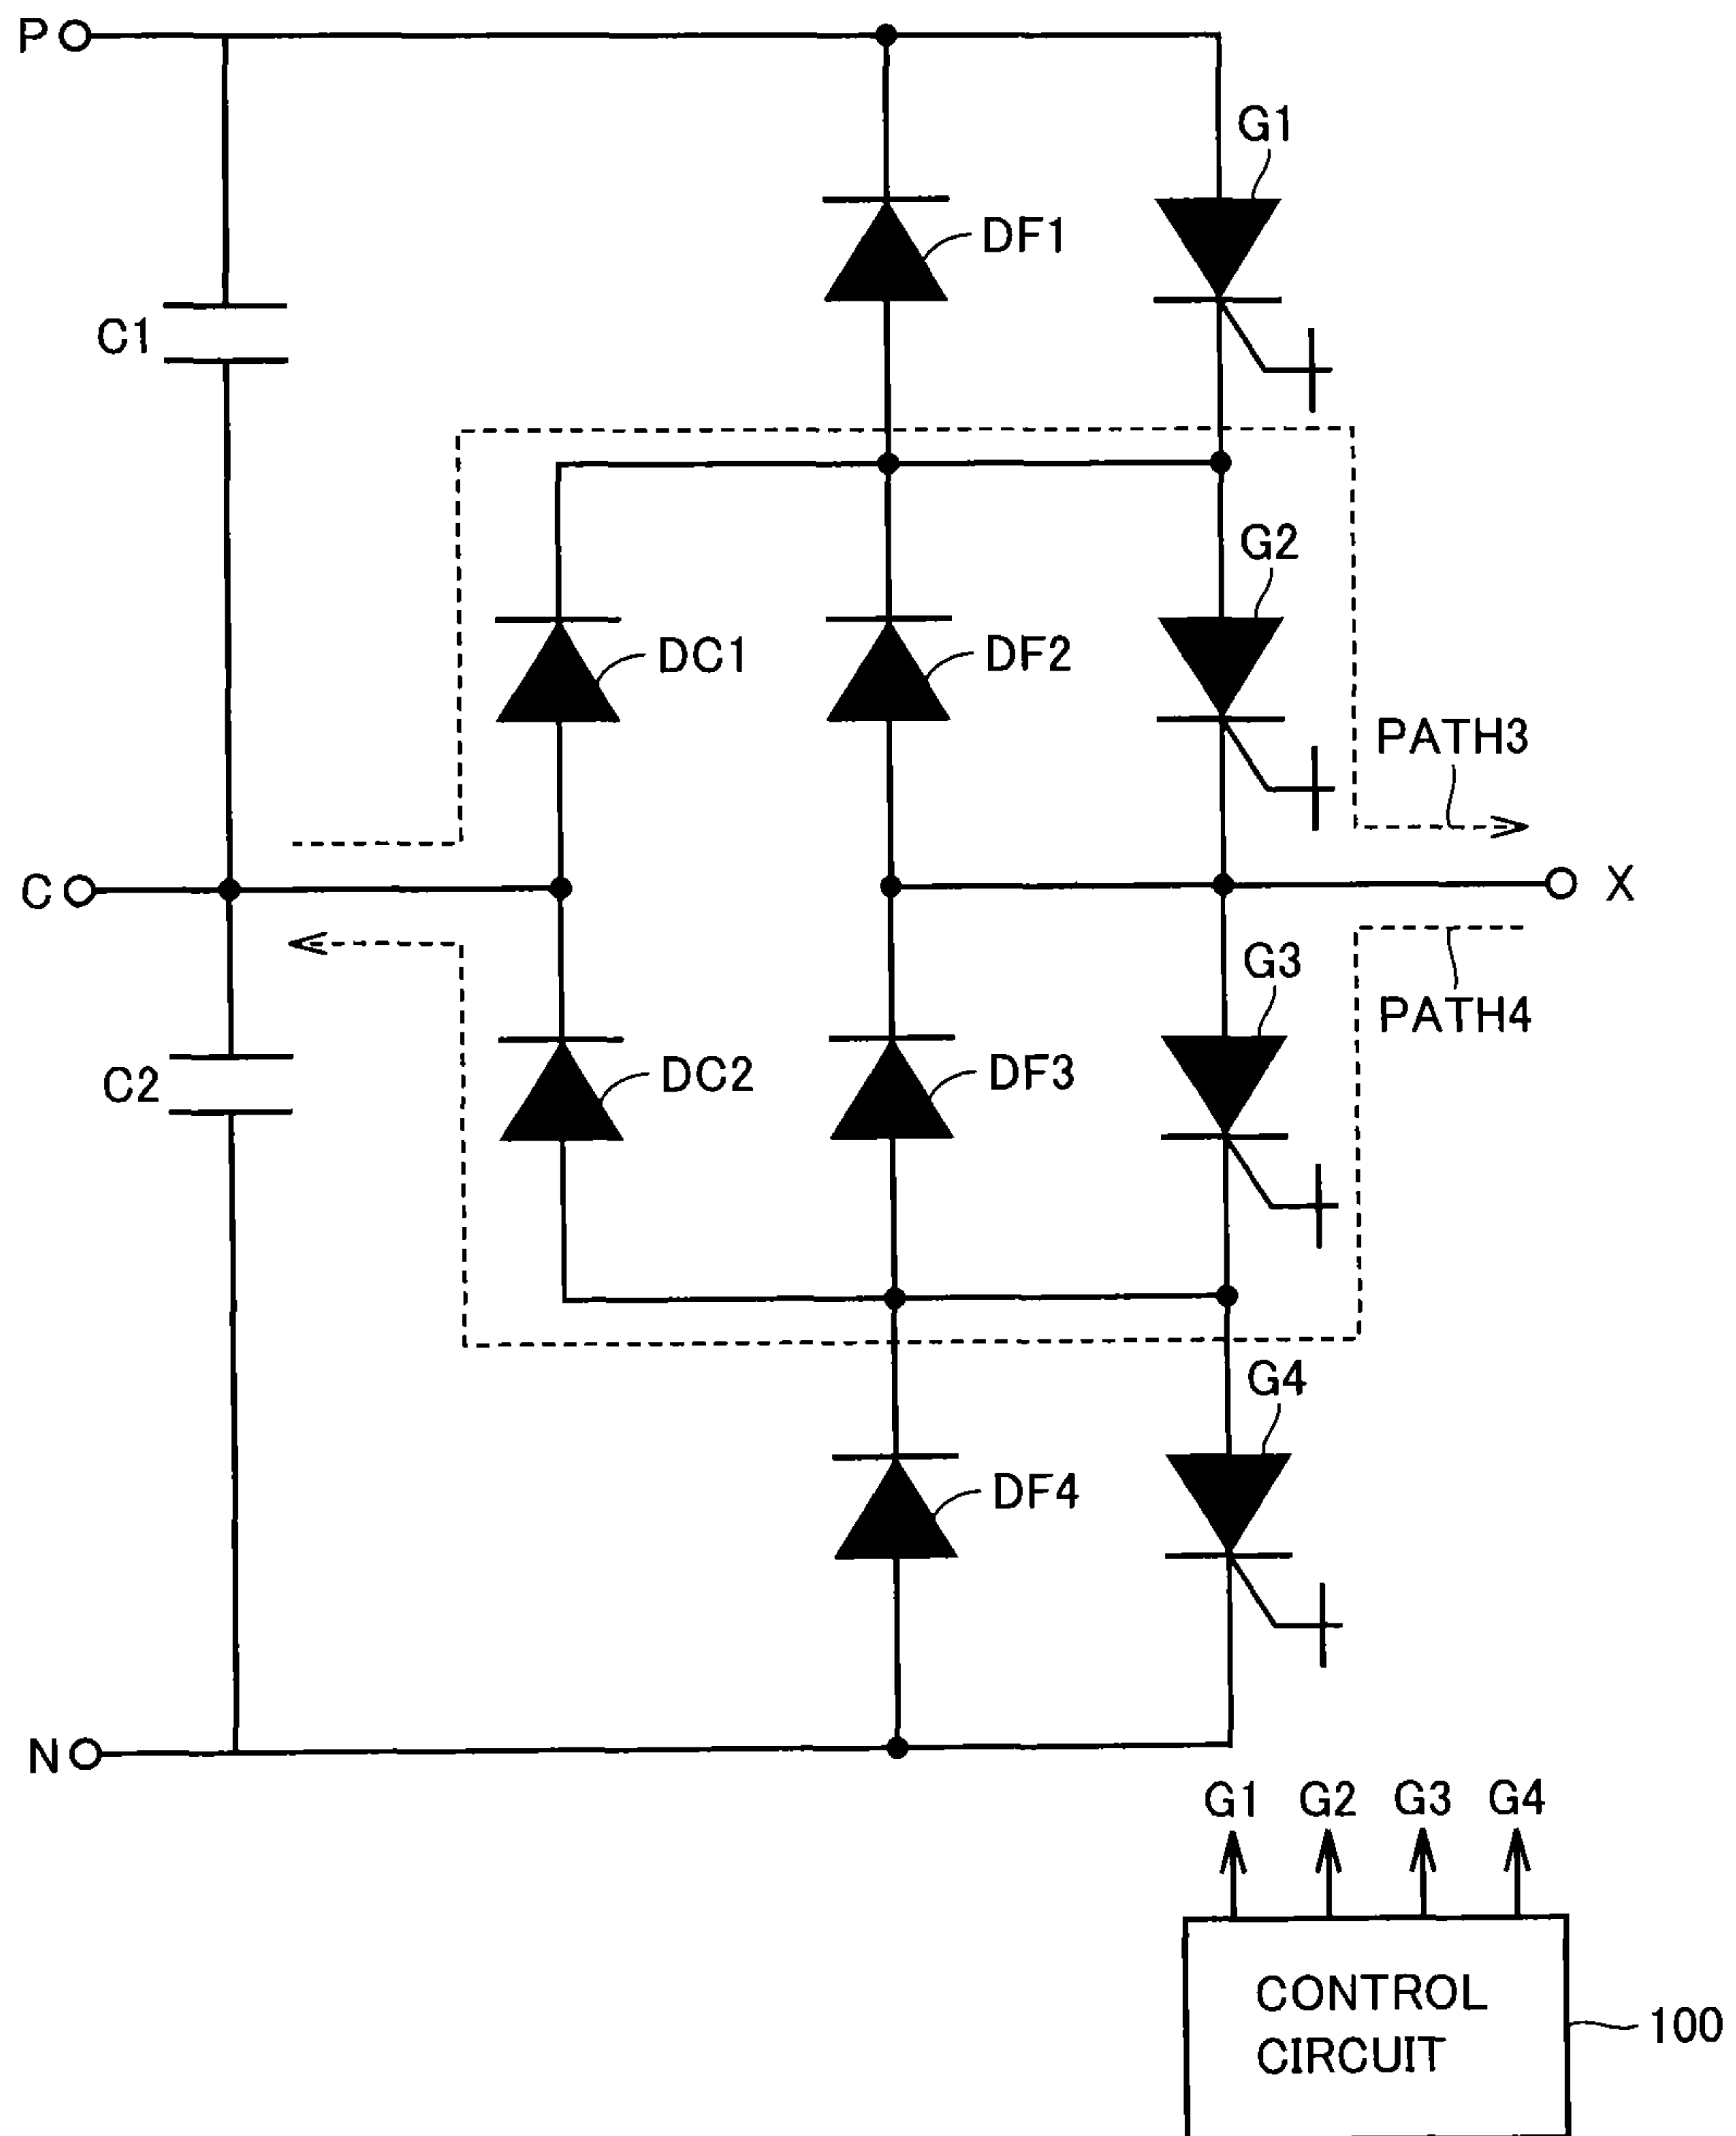 P
G1
DF1
C1
G2
DC1
DF2
PATH3
C
X
G3
PATH4
C2
DC2
DF3
G4
DF4
N
G1 G2 G3 G4
CONTROL
CIRCUIT
100